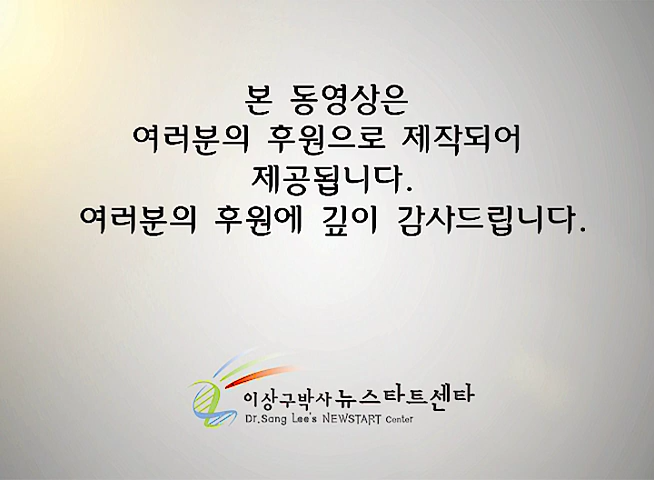 본 동영상은
여러분의 후원으로 제작되어
제공됩니다.
여러분의 후원에 깊이 감사드립니다.
이상구박사 뉴스타트센타
Dr.Sang Lee's NEWSTART Center